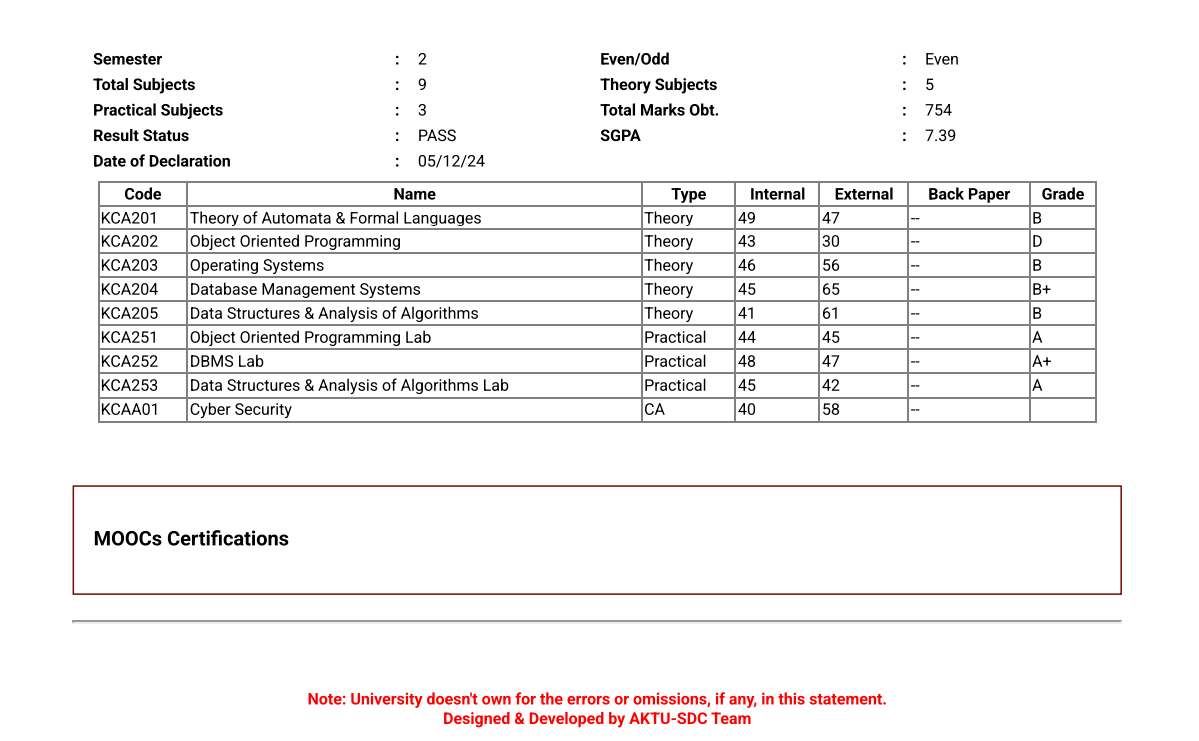 Semester : 2 Even/Odd : Even
Total Subjects : 9 Theory Subjects : 5
Practical Subjects : 3 Total Marks Obt. : 754
Result Status : PASS SGPA : 7.39
Date of Declaration : 05/12/24
Code Name Type Internal External Back Paper Grade
KCA201 Theory of Automata & Formal Languages Theory 49 47 -- B
KCA202 Object Oriented Programming Theory 43 30 -- D
KCA203 Operating Systems Theory 46 56 -- B
KCA204 Database Management Systems Theory 45 65 -- B+
KCA205 Data Structures & Analysis of Algorithms Theory 41 61 -- B
KCA251 Object Oriented Programming Lab Practical 44 45 -- A
KCA252 DBMS Lab Practical 48 47 -- A+
KCA253 Data Structures & Analysis of Algorithms Lab Practical 45 42 -- A
KCAA01 Cyber Security CA 40 58 --
MOOCs Certifications
Note: University doesn't own for the errors or omissions, if any, in this statement.
Designed & Developed by AKTU-SDC Team